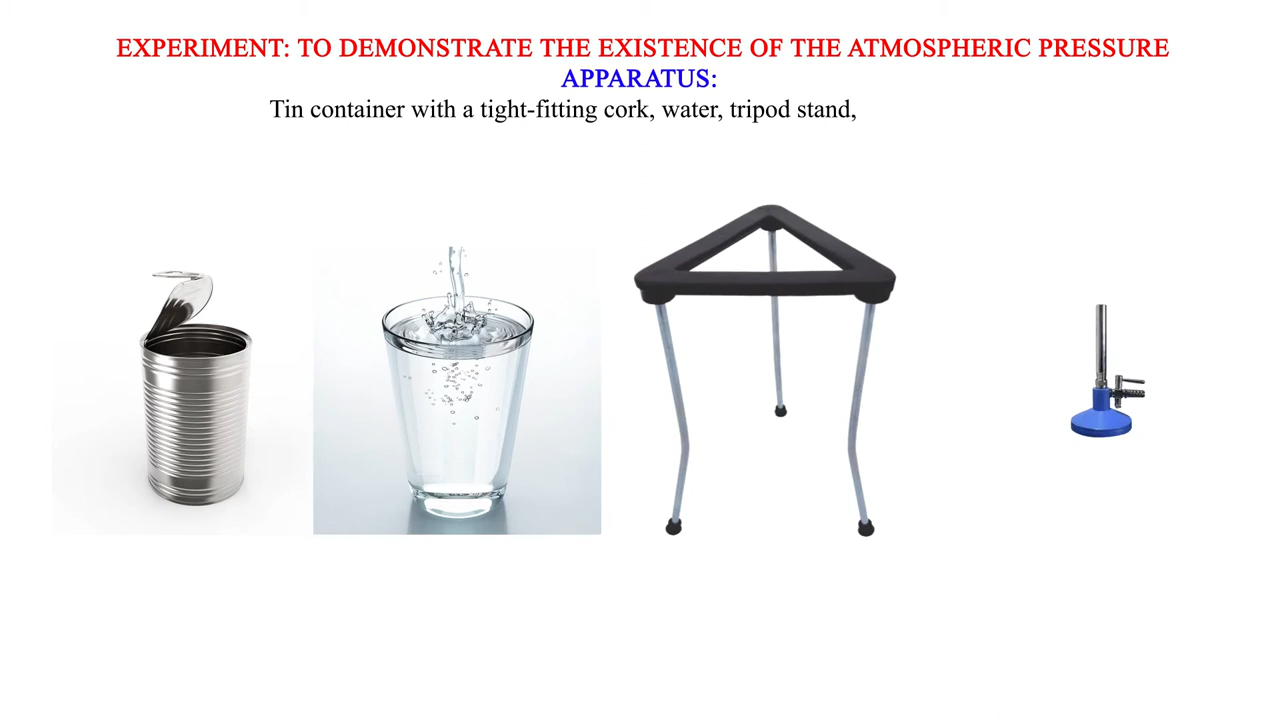 EXPERIMENT: TO DEMONSTRATE THE EXISTENCE OF THE ATMOSPHERIC PRESSURE
APPARATUS:
Tin container with a tight-fitting cork, water, tripod stand,